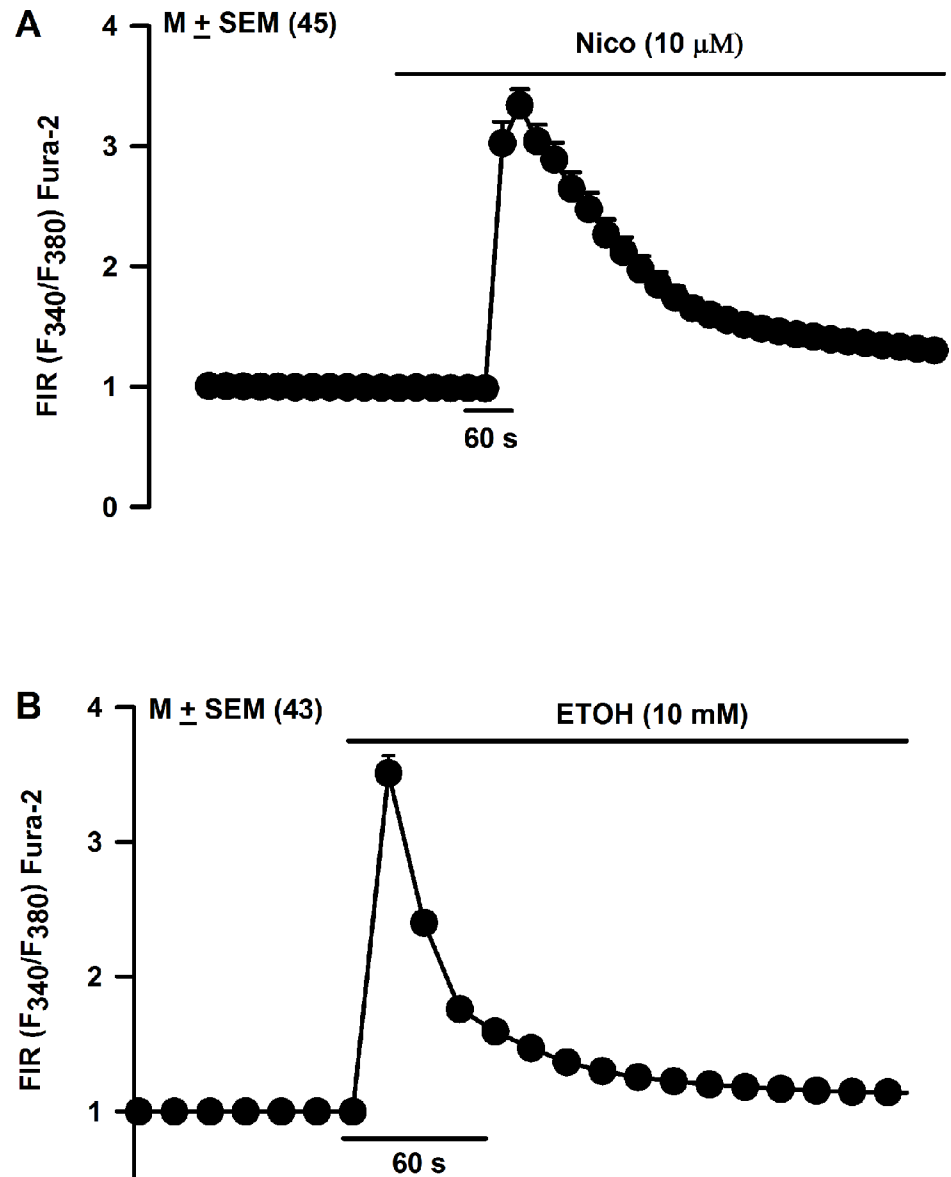 A
M ± SEM (45)
Nico (10 μM)
4
3
2
1
0
FIR (F340/F380) Fura-2
60 s
B
M ± SEM (43)
ETOH (10 mM)
4
3
2
1
FIR (F340/F380) Fura-2
60 s